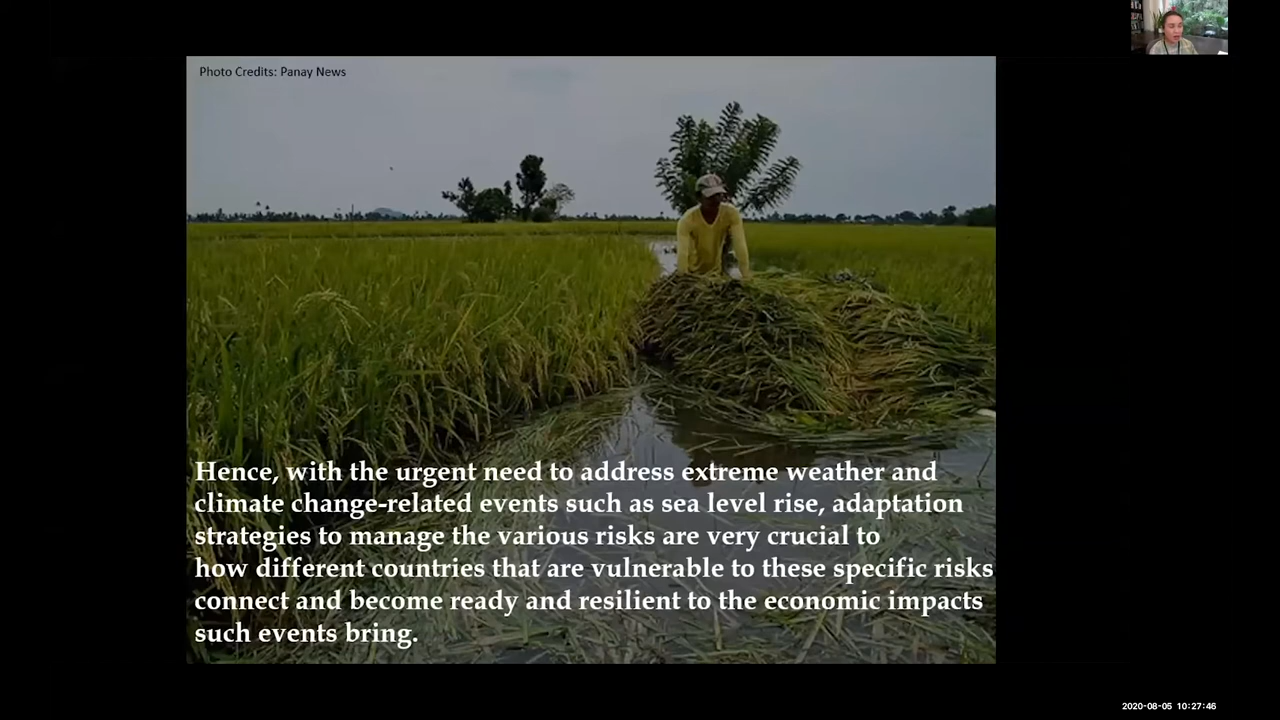 Photo Credits: Panay News
Hence, with the urgent need to address extreme weather and
climate change-related events such as sea level rise, adaptation
strategies to manage the various risks are very crucial to
how different countries that are vulnerable to these specific risks
connect and become ready and resilient to the economic impacts
such events bring.
2020-08-05 10:27:46